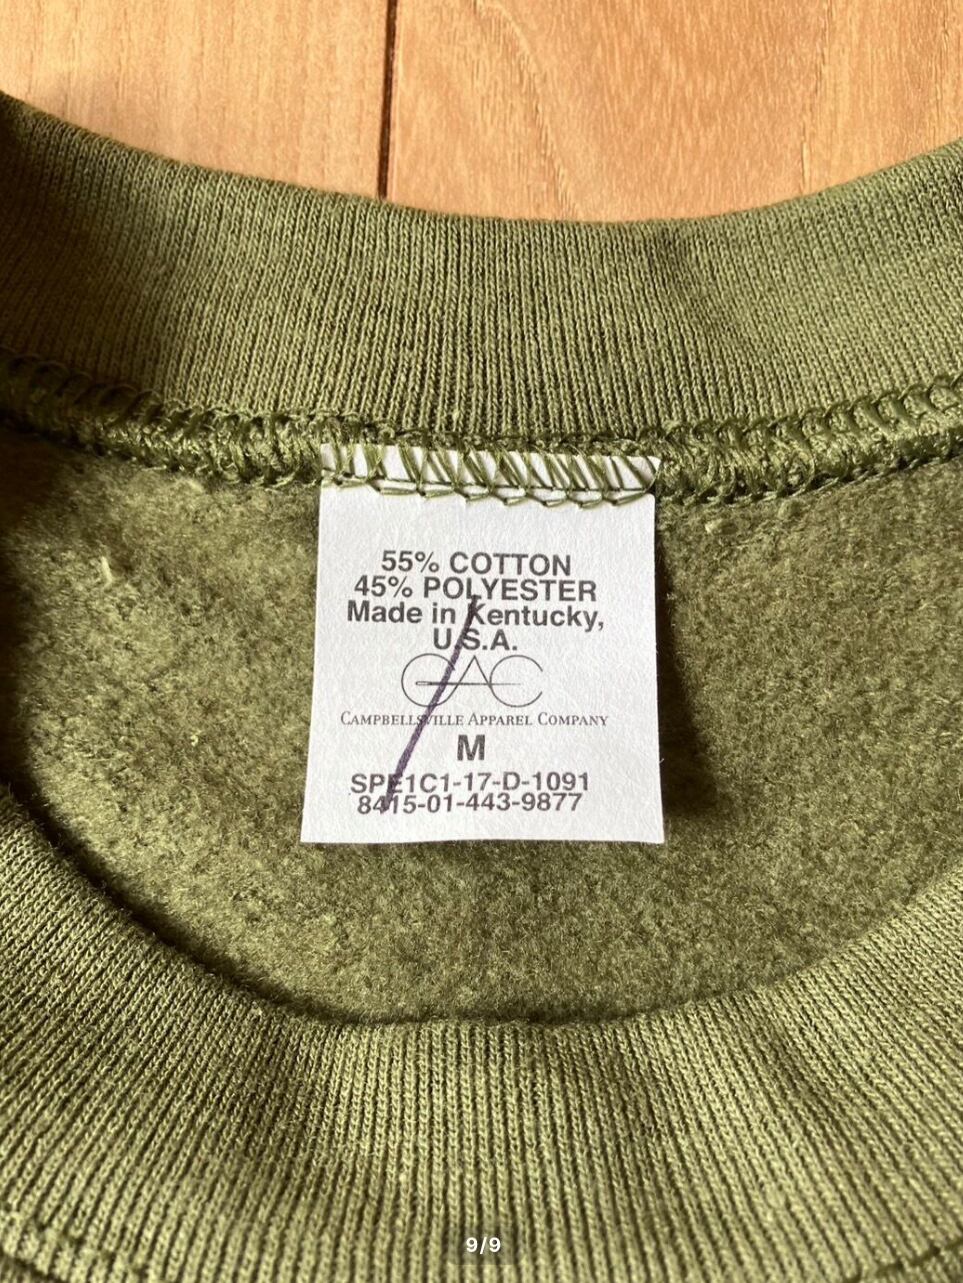 55% COTTON
45% POLYESTER
Made in Kentucky,
U.S.A.
CAC
CAMPBELLSVILLE APPAREL COMPANY
M
SPE1C1-17-D-1091
8415-01-443-9877
9/9